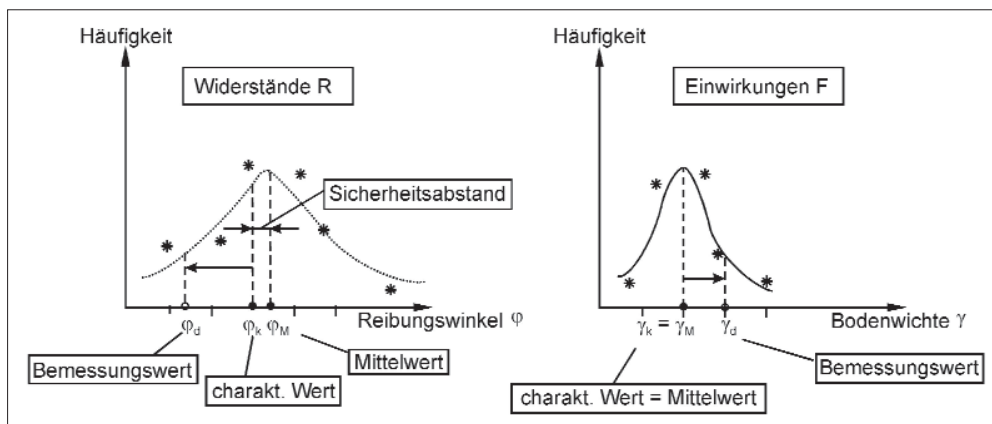 Häufigkeit
Widerstände R
Sicherheitsabstand
φd φk φM Reibungswinkel φ
Bemessungswert
Mittelwert
charakt. Wert
Häufigkeit
Einwirkungen F
γk = γM γd Bodenwichte γ
Bemessungswert
charakt. Wert = Mittelwert